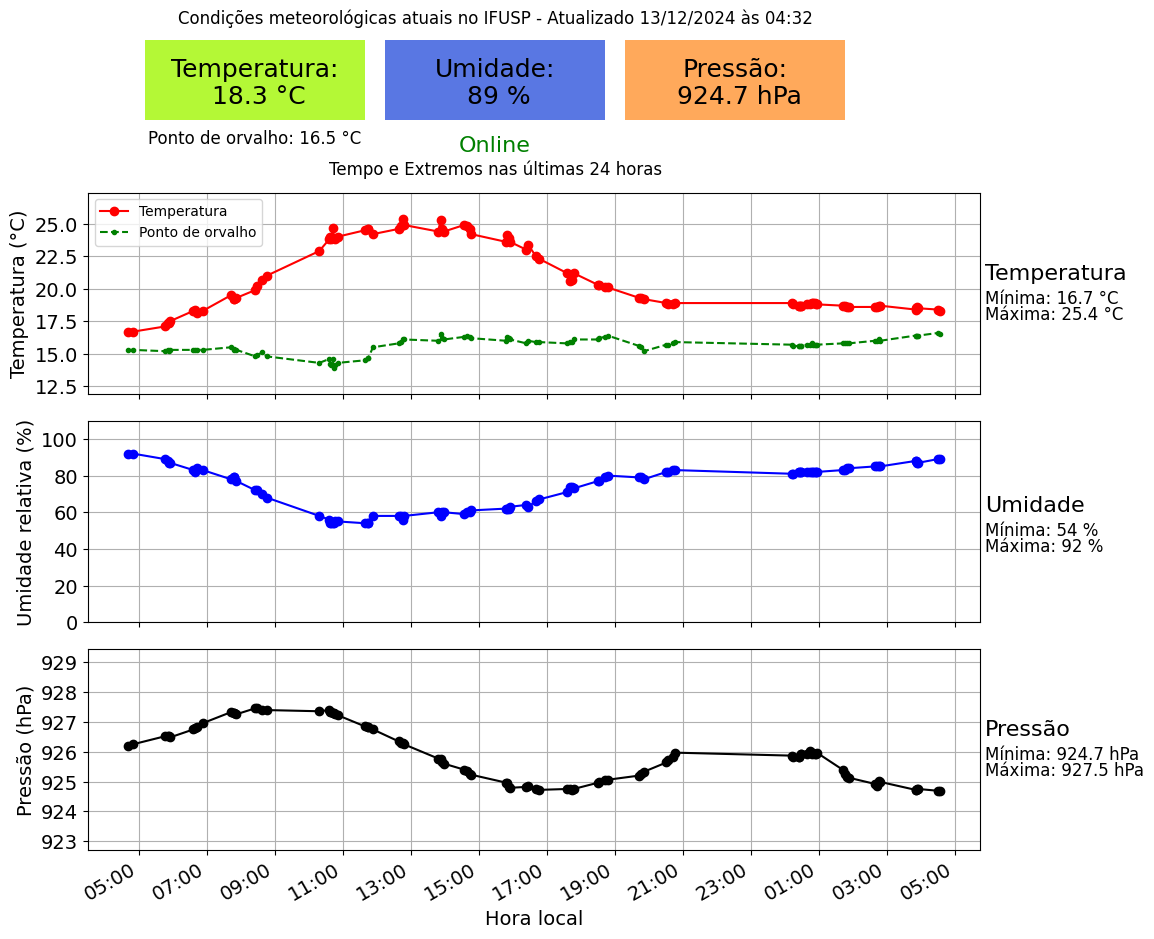 Condições meteorológicas atuais no IFUSP - Atualizado 13/12/2024 às 04:32
Temperatura:
18.3 °C
Umidade:
89 %
Pressão:
924.7 hPa
Ponto de orvalho: 16.5 °C
Online
Tempo e Extremos nas últimas 24 horas
Temperatura (°C)
25.0
22.5
20.0
17.5
15.0
12.5
Temperatura
Ponto de orvalho
Temperatura
Mínima: 16.7 °C
Máxima: 25.4 °C
Umidade relativa (%)
100
80
60
40
20
0
Umidade
Mínima: 54 %
Máxima: 92 %
Pressão (hPa)
929
928
927
926
925
924
923
Pressão
Mínima: 924.7 hPa
Máxima: 927.5 hPa
05:00 07:00 09:00 11:00 13:00 15:00 17:00 19:00 21:00 23:00 01:00 03:00 05:00
Hora local